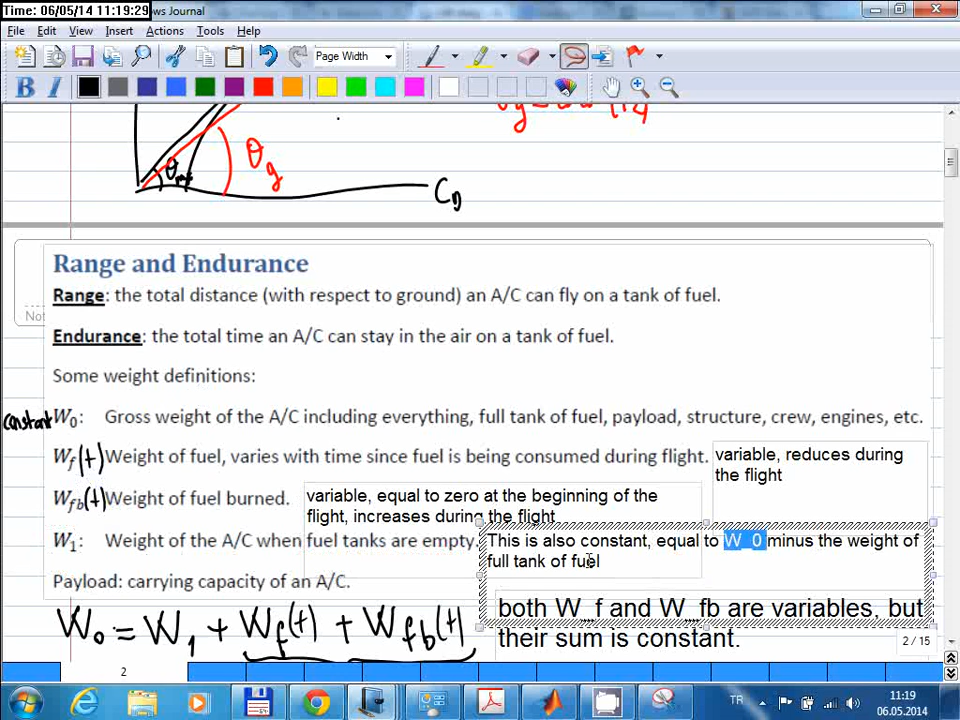 Time: 06/05/14 11:19:29
ws Journal
File Edit View Insert Actions Tools Help
Page Width
B I
θg
C_D
Range and Endurance
Range: the total distance (with respect to ground) an A/C can fly on a tank of fuel.
Not
Endurance: the total time an A/C can stay in the air on a tank of fuel.
Some weight definitions:
constant W₀: Gross weight of the A/C including everything, full tank of fuel, payload, structure, crew, engines, etc.
W_f(t) Weight of fuel, varies with time since fuel is being consumed during flight.
variable, reduces during
the flight
W_fb(t) Weight of fuel burned.
variable, equal to zero at the beginning of the
flight, increases during the flight
W₁: Weight of the A/C when fuel tanks are empty.
This is also constant, equal to W_0 minus the weight of
full tank of fuel
Payload: carrying capacity of an A/C.
W₀ = W₁ + W_f(t) + W_fb(t)
both W_f and W_fb are variables, but
their sum is constant.
2 / 15
2
TR
11:19
06.05.2014